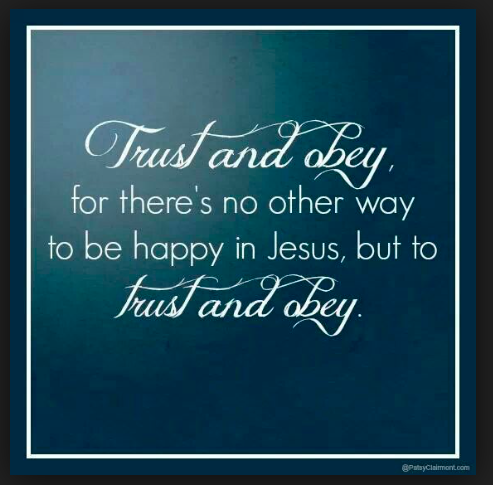 Trust and obey,
for there's no other way
to be happy in Jesus, but to
trust and obey.
@PatsyClairmont.com